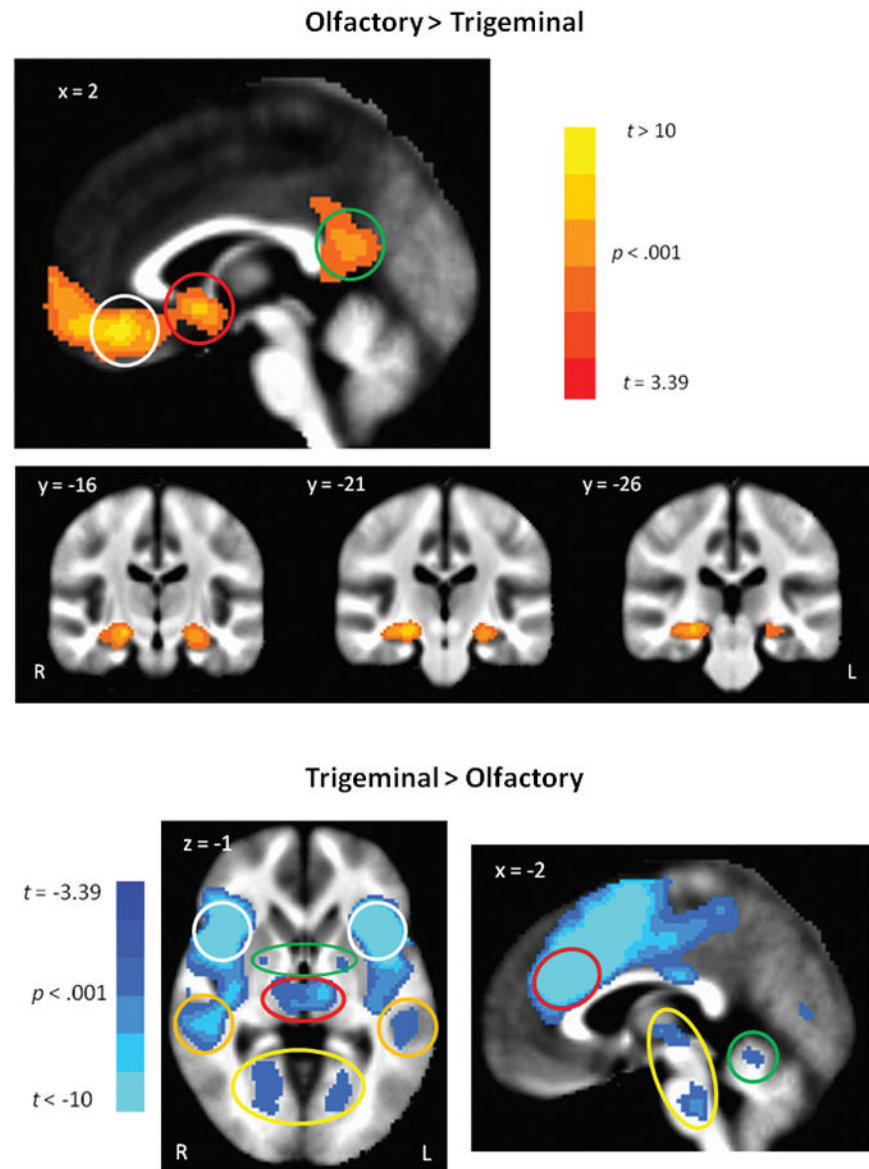 Olfactory > Trigeminal
x = 2
t > 10
p < .001
t = 3.39
y = -16
y = -21
y = -26
R
L
Trigeminal > Olfactory
z = -1
x = -2
t = -3.39
p < .001
t < -10
R
L